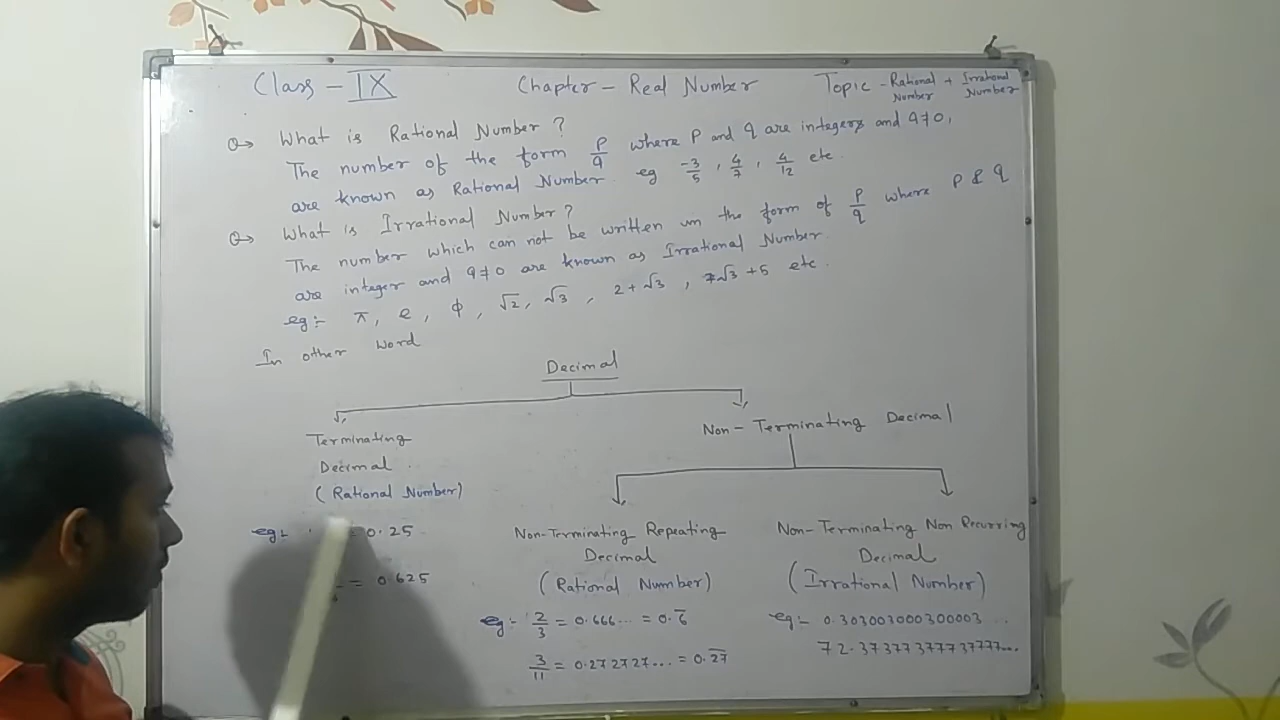 Class - IX
Chapter - Real Number
Topic - Rational Number + Irrational Number
Q→ What is Rational Number ?
The number of the form p/q where P and q are integers and q≠0,
are known as Rational Number eg -3/5 , 4/7 , 4/12 etc.
Q→ What is Irrational Number ?
The number which can not be written in the form of p/q where p & q
are integer and q≠0 are known as Irrational Number.
eg:- π, e, φ, √2, √3, 2+√3, 7√3+5 etc.
In other word
Decimal
Terminating
Decimal
(Rational Number)
eg:- = 0.25
= 0.625
Non-Terminating Decimal
Non-Terminating Repeating
Decimal
(Rational Number)
eg:- 2/3 = 0.666... = 0.6̅
3/11 = 0.272727... = 0.2̅7̅
Non-Terminating Non Recurring
Decimal
(Irrational Number)
eg:- 0.303003000300003...
72.37377377737777...